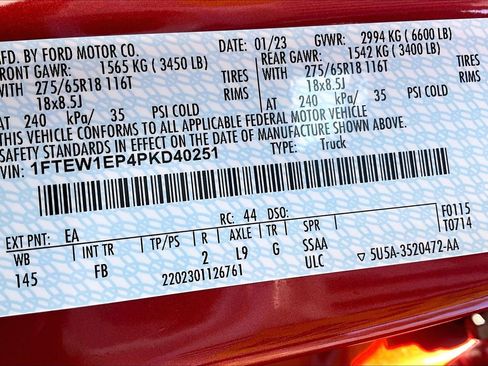 MFD. BY FORD MOTOR CO. DATE: 01/23 GVWR: 2994 KG (6600 LB)
FRONT GAWR: 1565 KG (3450 LB) REAR GAWR: 1542 KG (3400 LB)
WITH 275/65R18 116T TIRES WITH 275/65R18 116T TIRES
18x8.5J RIMS 18x8.5J RIMS
AT 240 kPa/ 35 PSI COLD AT 240 kPa/ 35 PSI COLD
THIS VEHICLE CONFORMS TO ALL APPLICABLE FEDERAL MOTOR VEHICLE
SAFETY STANDARDS IN EFFECT ON THE DATE OF MANUFACTURE SHOWN ABOVE.
VIN: 1FTEW1EP4PKD40251 TYPE: Truck
EXT PNT: EA RC: 44 DSO: F0115
WB INT TR TP/PS R AXLE TR SPR T0714
145 FB 2 L9 G SSAA
2202301126761 ULC ▽ 5U5A-3520472-AA